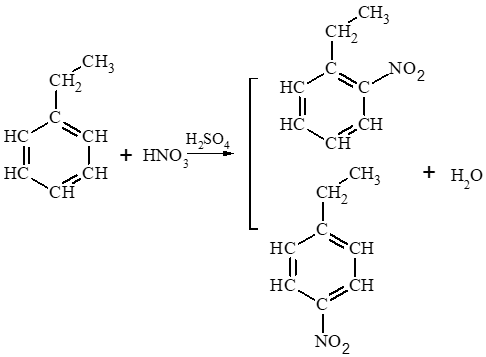 CH3
CH2
C
HC CH
HC CH
CH
+ HNO3
H2SO4
CH3
CH2
C
HC C NO2
HC CH
CH
CH3
CH2
C
HC CH
HC CH
C
NO2
+ H2O